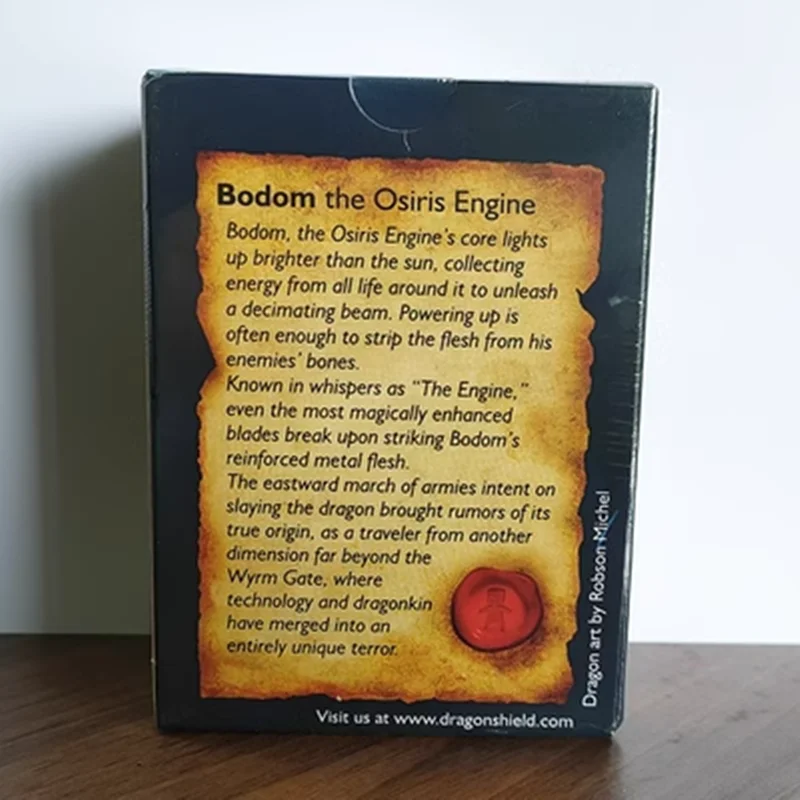 Bodom the Osiris Engine
Bodom, the Osiris Engine's core lights
up brighter than the sun, collecting
energy from all life around it to unleash
a decimating beam. Powering up is
often enough to strip the flesh from his
enemies' bones.
Known in whispers as "The Engine,"
even the most magically enhanced
blades break upon striking Bodom's
reinforced metal flesh.
The eastward march of armies intent on
slaying the dragon brought rumors of its
true origin, as a traveler from another
dimension far beyond the
Wyrm Gate, where
technology and dragonkin
have merged into an
entirely unique terror.
Dragon art by Robson Michel
Visit us at www.dragonshield.com